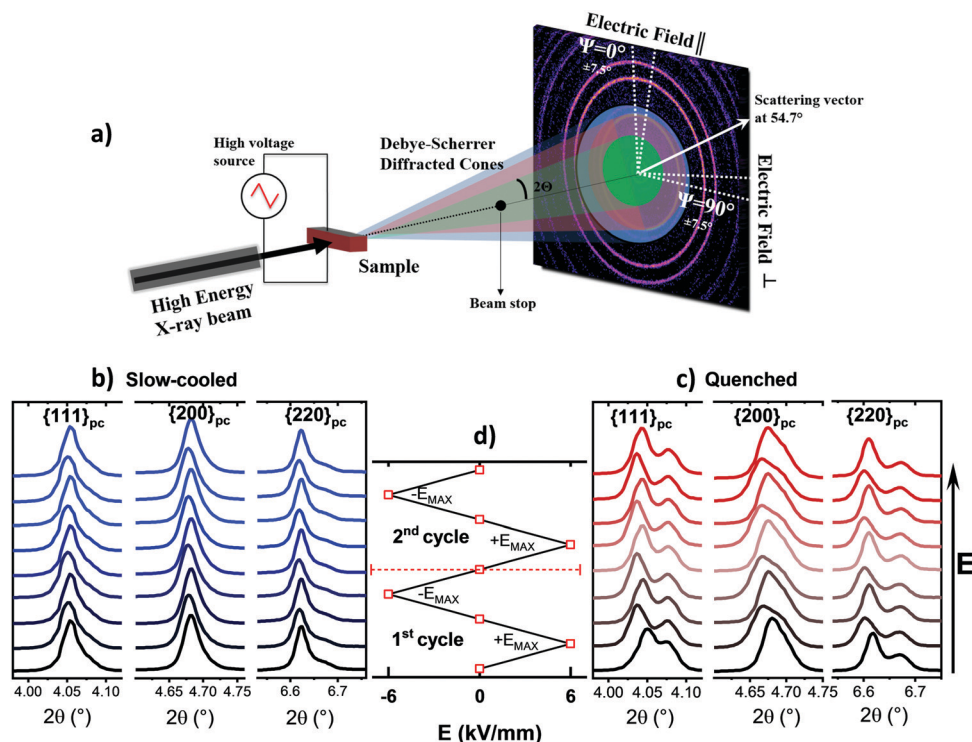 a)
Electric Field ||
Ψ=0°
±7.5°
Scattering vector
at 54.7°
High voltage
source
Debye-Scherrer
Diffracted Cones
2Θ
Ψ=90°
±7.5°
Electric Field ⊥
Sample
Beam stop
High Energy
X-ray beam
b) Slow-cooled
{111}pc {200}pc {220}pc
4.00 4.05 4.10 4.65 4.70 4.75 6.6 6.7
2θ (°) 2θ (°) 2θ (°)
d)
-EMAX
2nd cycle
+EMAX
-EMAX
1st cycle
+EMAX
-6 0 6
E (kV/mm)
c) Quenched
{111}pc {200}pc {220}pc
E
4.00 4.05 4.10 4.60 4.70 4.80 6.6 6.7
2θ (°) 2θ (°) 2θ (°)